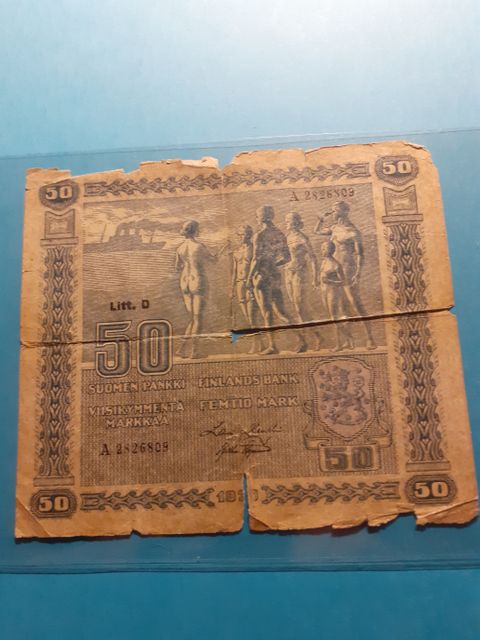 50 50
A 2826809
Litt. D
50
SUOMEN PANKKI FINLANDS BANK
VIISIKYMMENTÄ MARKKAA FEMTIO MARK
A 2826809
50
50 50